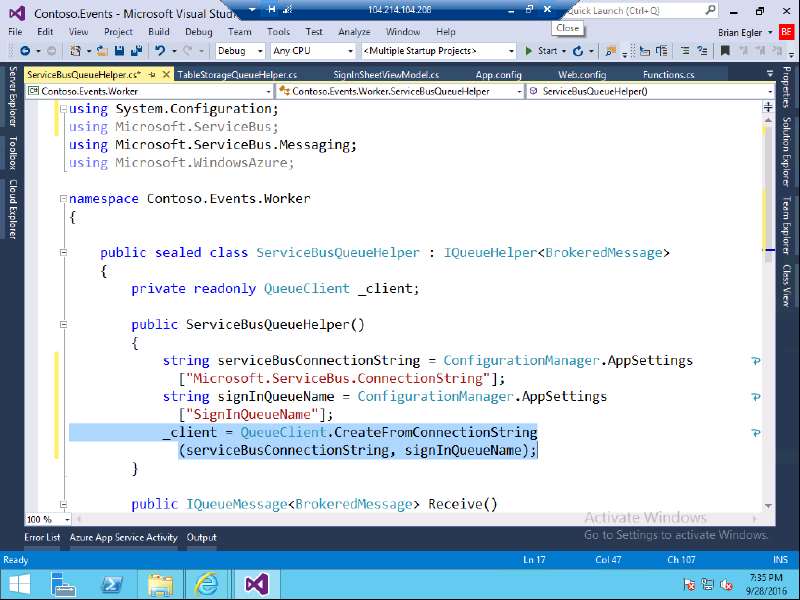 Contoso.Events - Microsoft Visual Studio
104.214.104.208
Quick Launch (Ctrl+Q)
File Edit View Project Build Debug Team Tools Test Analyze Window Help
Close
Brian Egler BE
Debug Any CPU <Multiple Startup Projects> Start
ServiceBusQueueHelper.cs* TableStorageQueueHelper.cs SignInSheetViewModel.cs App.config Web.config Functions.cs
Contoso.Events.Worker Contoso.Events.Worker.ServiceBusQueueHelper ServiceBusQueueHelper()
Server Explorer
Toolbox
Cloud Explorer
using System.Configuration;
using Microsoft.ServiceBus;
using Microsoft.ServiceBus.Messaging;
using Microsoft.WindowsAzure;
namespace Contoso.Events.Worker
{
public sealed class ServiceBusQueueHelper : IQueueHelper<BrokeredMessage>
{
private readonly QueueClient _client;
public ServiceBusQueueHelper()
{
string serviceBusConnectionString = ConfigurationManager.AppSettings
["Microsoft.ServiceBus.ConnectionString"];
string signInQueueName = ConfigurationManager.AppSettings
["SignInQueueName"];
_client = QueueClient.CreateFromConnectionString
(serviceBusConnectionString, signInQueueName);
}
public IQueueMessage<BrokeredMessage> Receive()
Properties
Solution Explorer
Team Explorer
Class View
100 %
Activate Windows
Go to Settings to activate Windows.
Error List Azure App Service Activity Output
Ready Ln 17 Col 47 Ch 107 INS
7:35 PM
9/28/2016